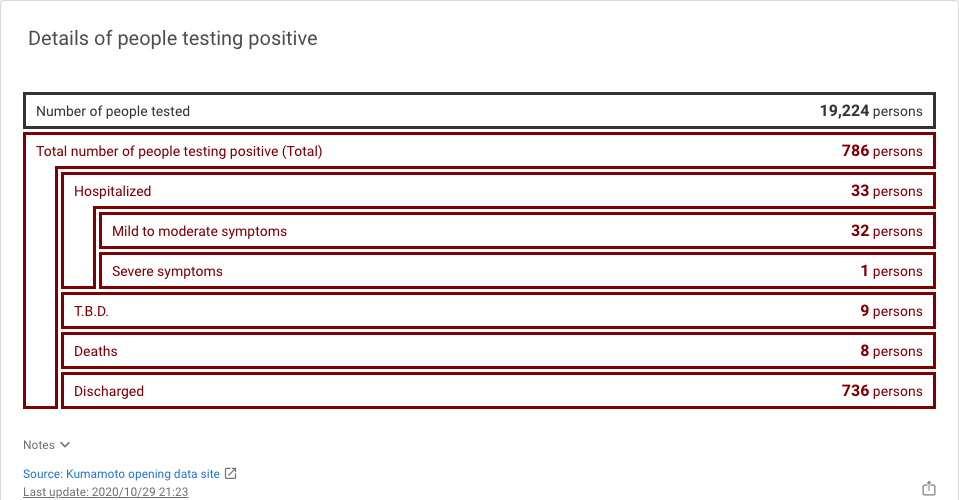 Details of people testing positive
Number of people tested 19,224 persons
Total number of people testing positive (Total) 786 persons
Hospitalized 33 persons
Mild to moderate symptoms 32 persons
Severe symptoms 1 persons
T.B.D. 9 persons
Deaths 8 persons
Discharged 736 persons
Notes
Source: Kumamoto opening data site
Last update: 2020/10/29 21:23